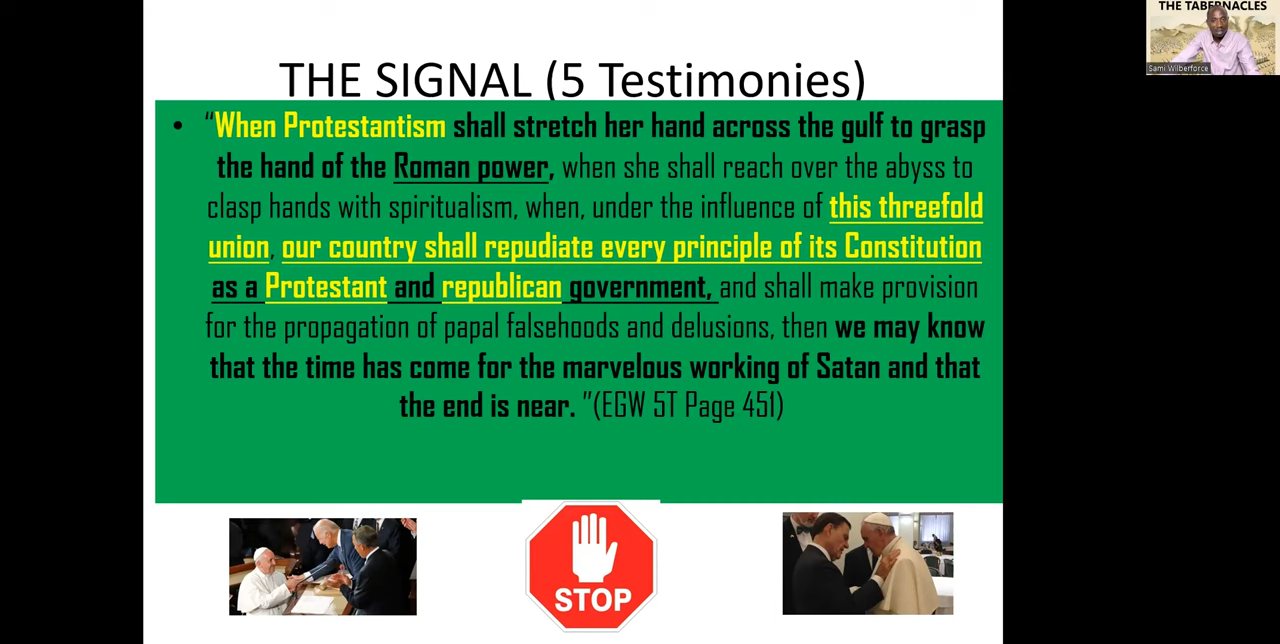 THE TABERNACLES
Sami Wilberforce
THE SIGNAL (5 Testimonies)
• “When Protestantism shall stretch her hand across the gulf to grasp
the hand of the Roman power, when she shall reach over the abyss to
clasp hands with spiritualism, when, under the influence of this threefold
union, our country shall repudiate every principle of its Constitution
as a Protestant and republican government, and shall make provision
for the propagation of papal falsehoods and delusions, then we may know
that the time has come for the marvelous working of Satan and that
the end is near. ”(EGW 5T Page 451)
STOP